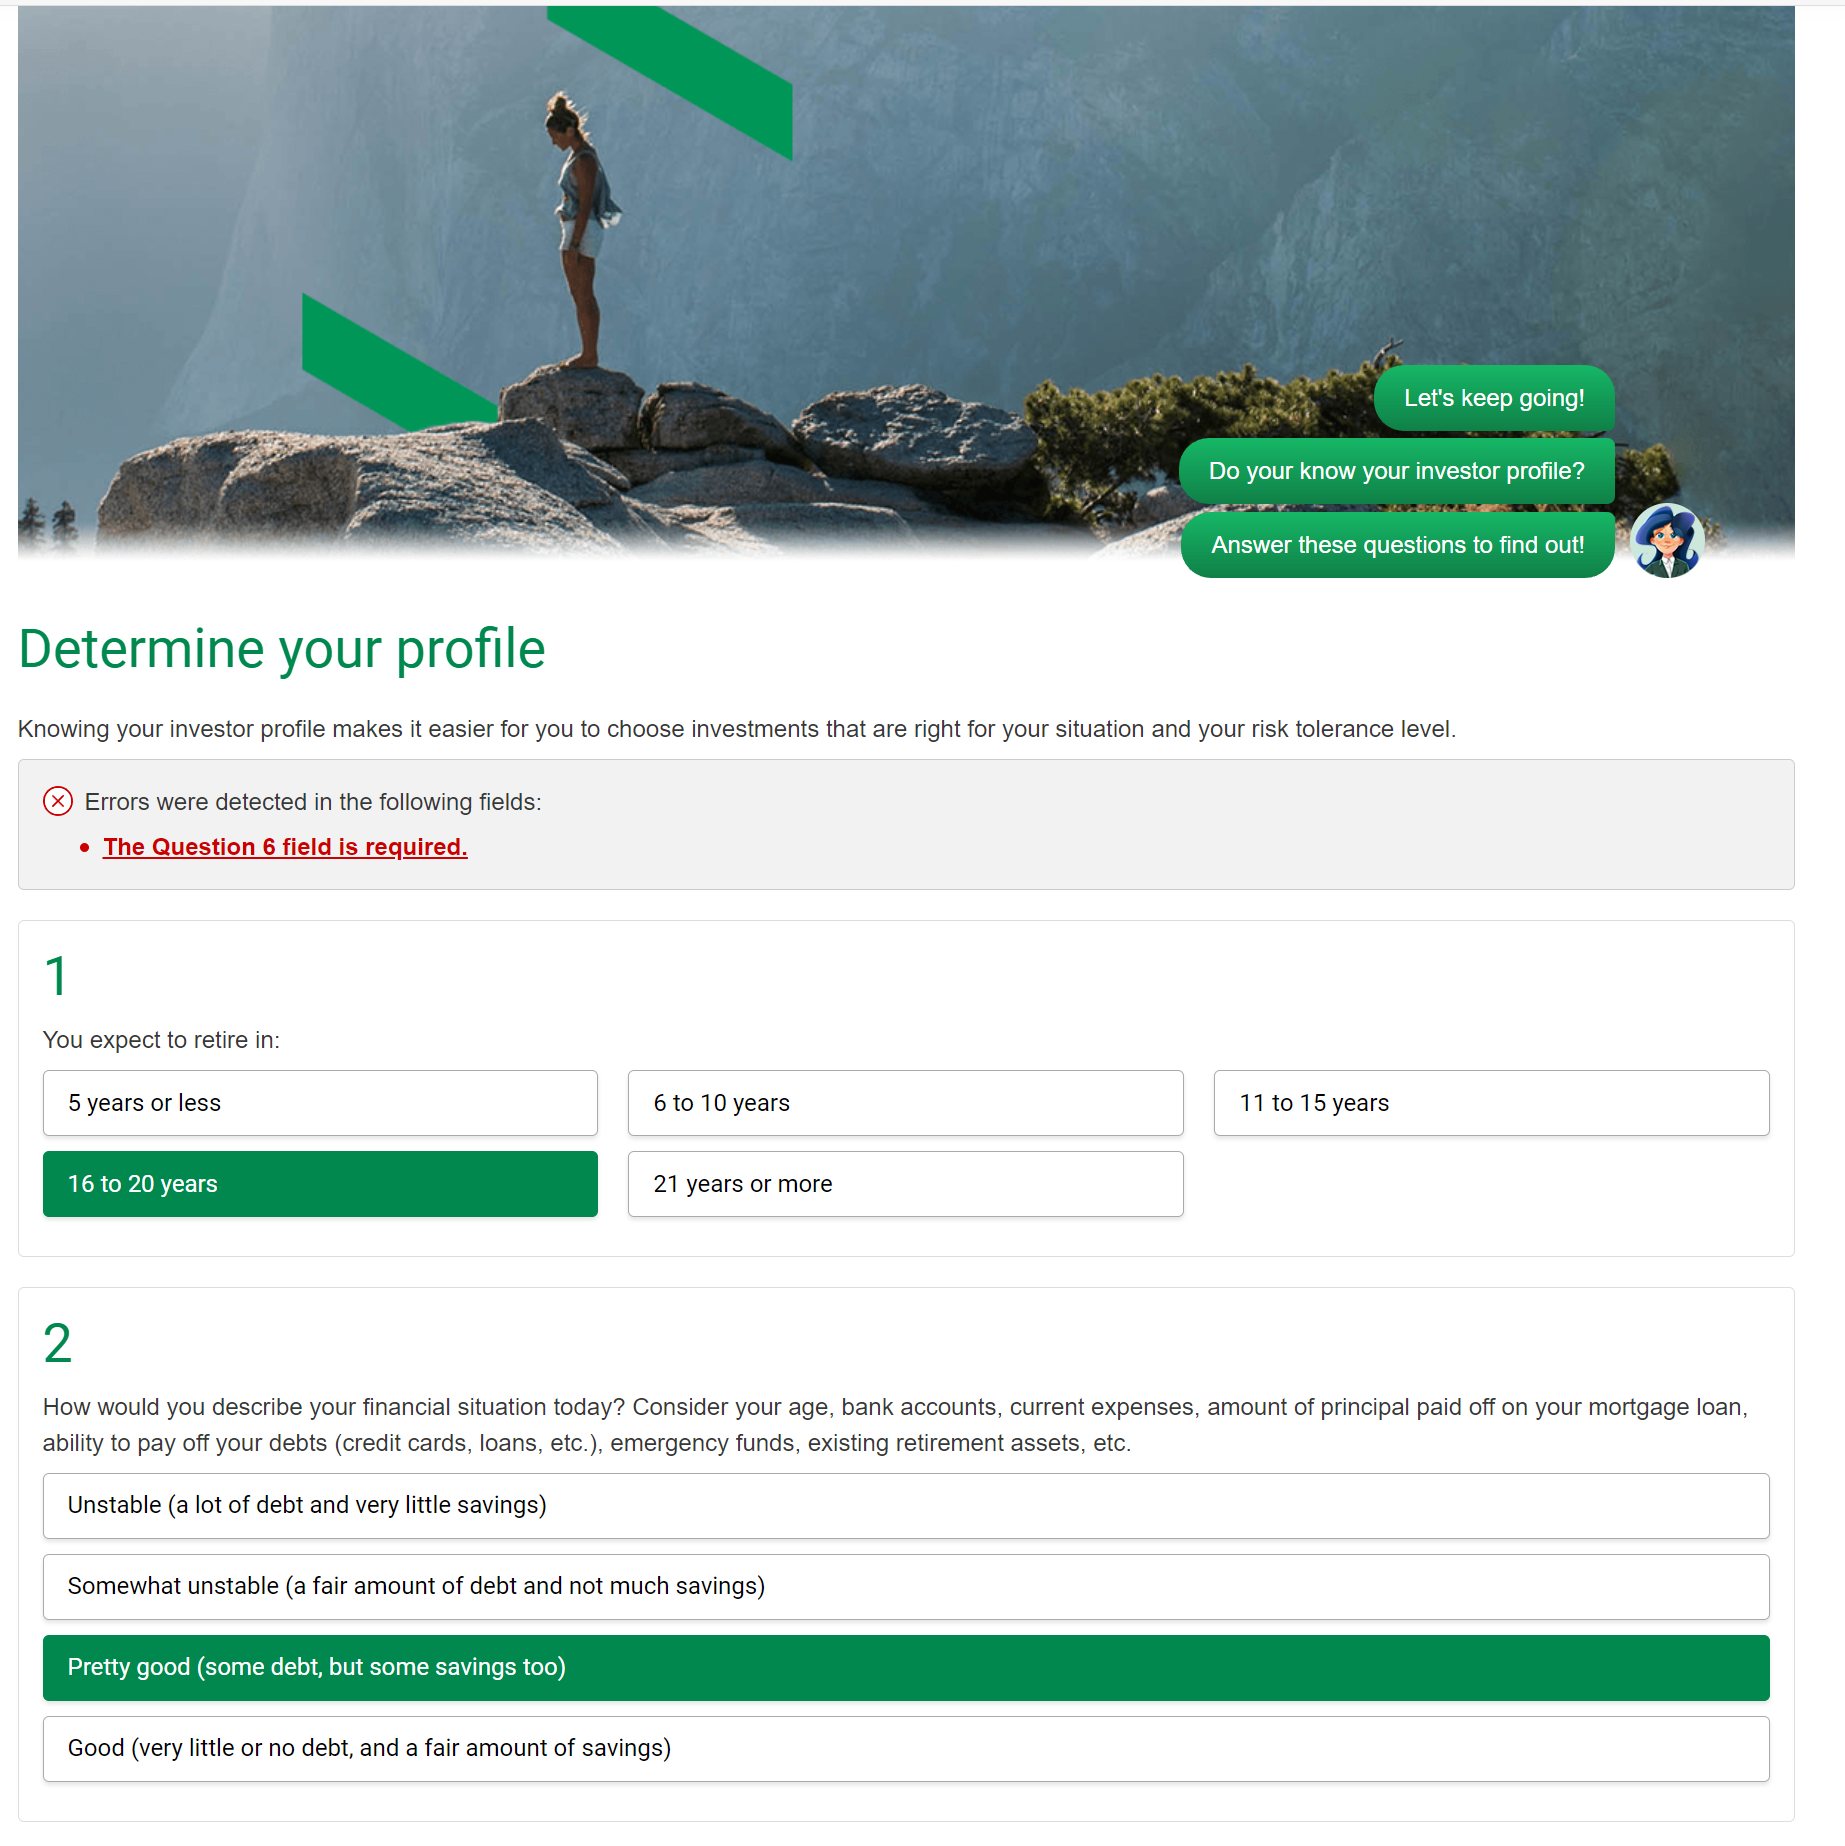 Let's keep going!
Do your know your investor profile?
Answer these questions to find out!
Determine your profile
Knowing your investor profile makes it easier for you to choose investments that are right for your situation and your risk tolerance level.
Errors were detected in the following fields:
The Question 6 field is required.
1
You expect to retire in:
5 years or less
6 to 10 years
11 to 15 years
16 to 20 years
21 years or more
2
How would you describe your financial situation today? Consider your age, bank accounts, current expenses, amount of principal paid off on your mortgage loan,
ability to pay off your debts (credit cards, loans, etc.), emergency funds, existing retirement assets, etc.
Unstable (a lot of debt and very little savings)
Somewhat unstable (a fair amount of debt and not much savings)
Pretty good (some debt, but some savings too)
Good (very little or no debt, and a fair amount of savings)